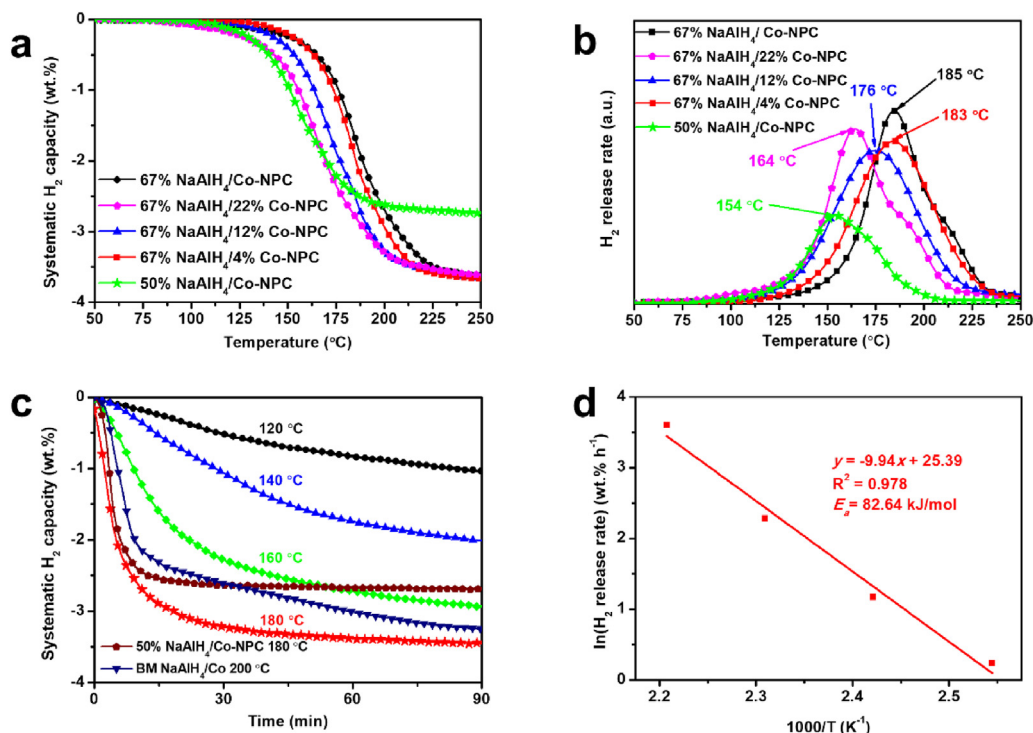 a
Systematic H₂ capacity (wt.%)
0
-1
-2
-3
-4
67% NaAlH₄/Co-NPC
67% NaAlH₄/22% Co-NPC
67% NaAlH₄/12% Co-NPC
67% NaAlH₄/4% Co-NPC
50% NaAlH₄/Co-NPC
50 75 100 125 150 175 200 225 250
Temperature (°C)
b
H₂ release rate (a.u.)
67% NaAlH₄/ Co-NPC
67% NaAlH₄/22% Co-NPC
67% NaAlH₄/12% Co-NPC
67% NaAlH₄/4% Co-NPC
50% NaAlH₄/Co-NPC
185 °C
176 °C
183 °C
164 °C
154 °C
50 75 100 125 150 175 200 225 250
Temperature (°C)
c
Systematic H₂ capacity (wt.%)
0
-1
-2
-3
-4
120 °C
140 °C
160 °C
180 °C
50% NaAlH₄/Co-NPC 180 °C
BM NaAlH₄/Co 200 °C
0 30 60 90
Time (min)
d
ln(H₂ release rate) (wt.% h⁻¹)
4
3
2
1
0
y = -9.94x + 25.39
R² = 0.978
Eₐ = 82.64 kJ/mol
2.2 2.3 2.4 2.5
1000/T (K⁻¹)